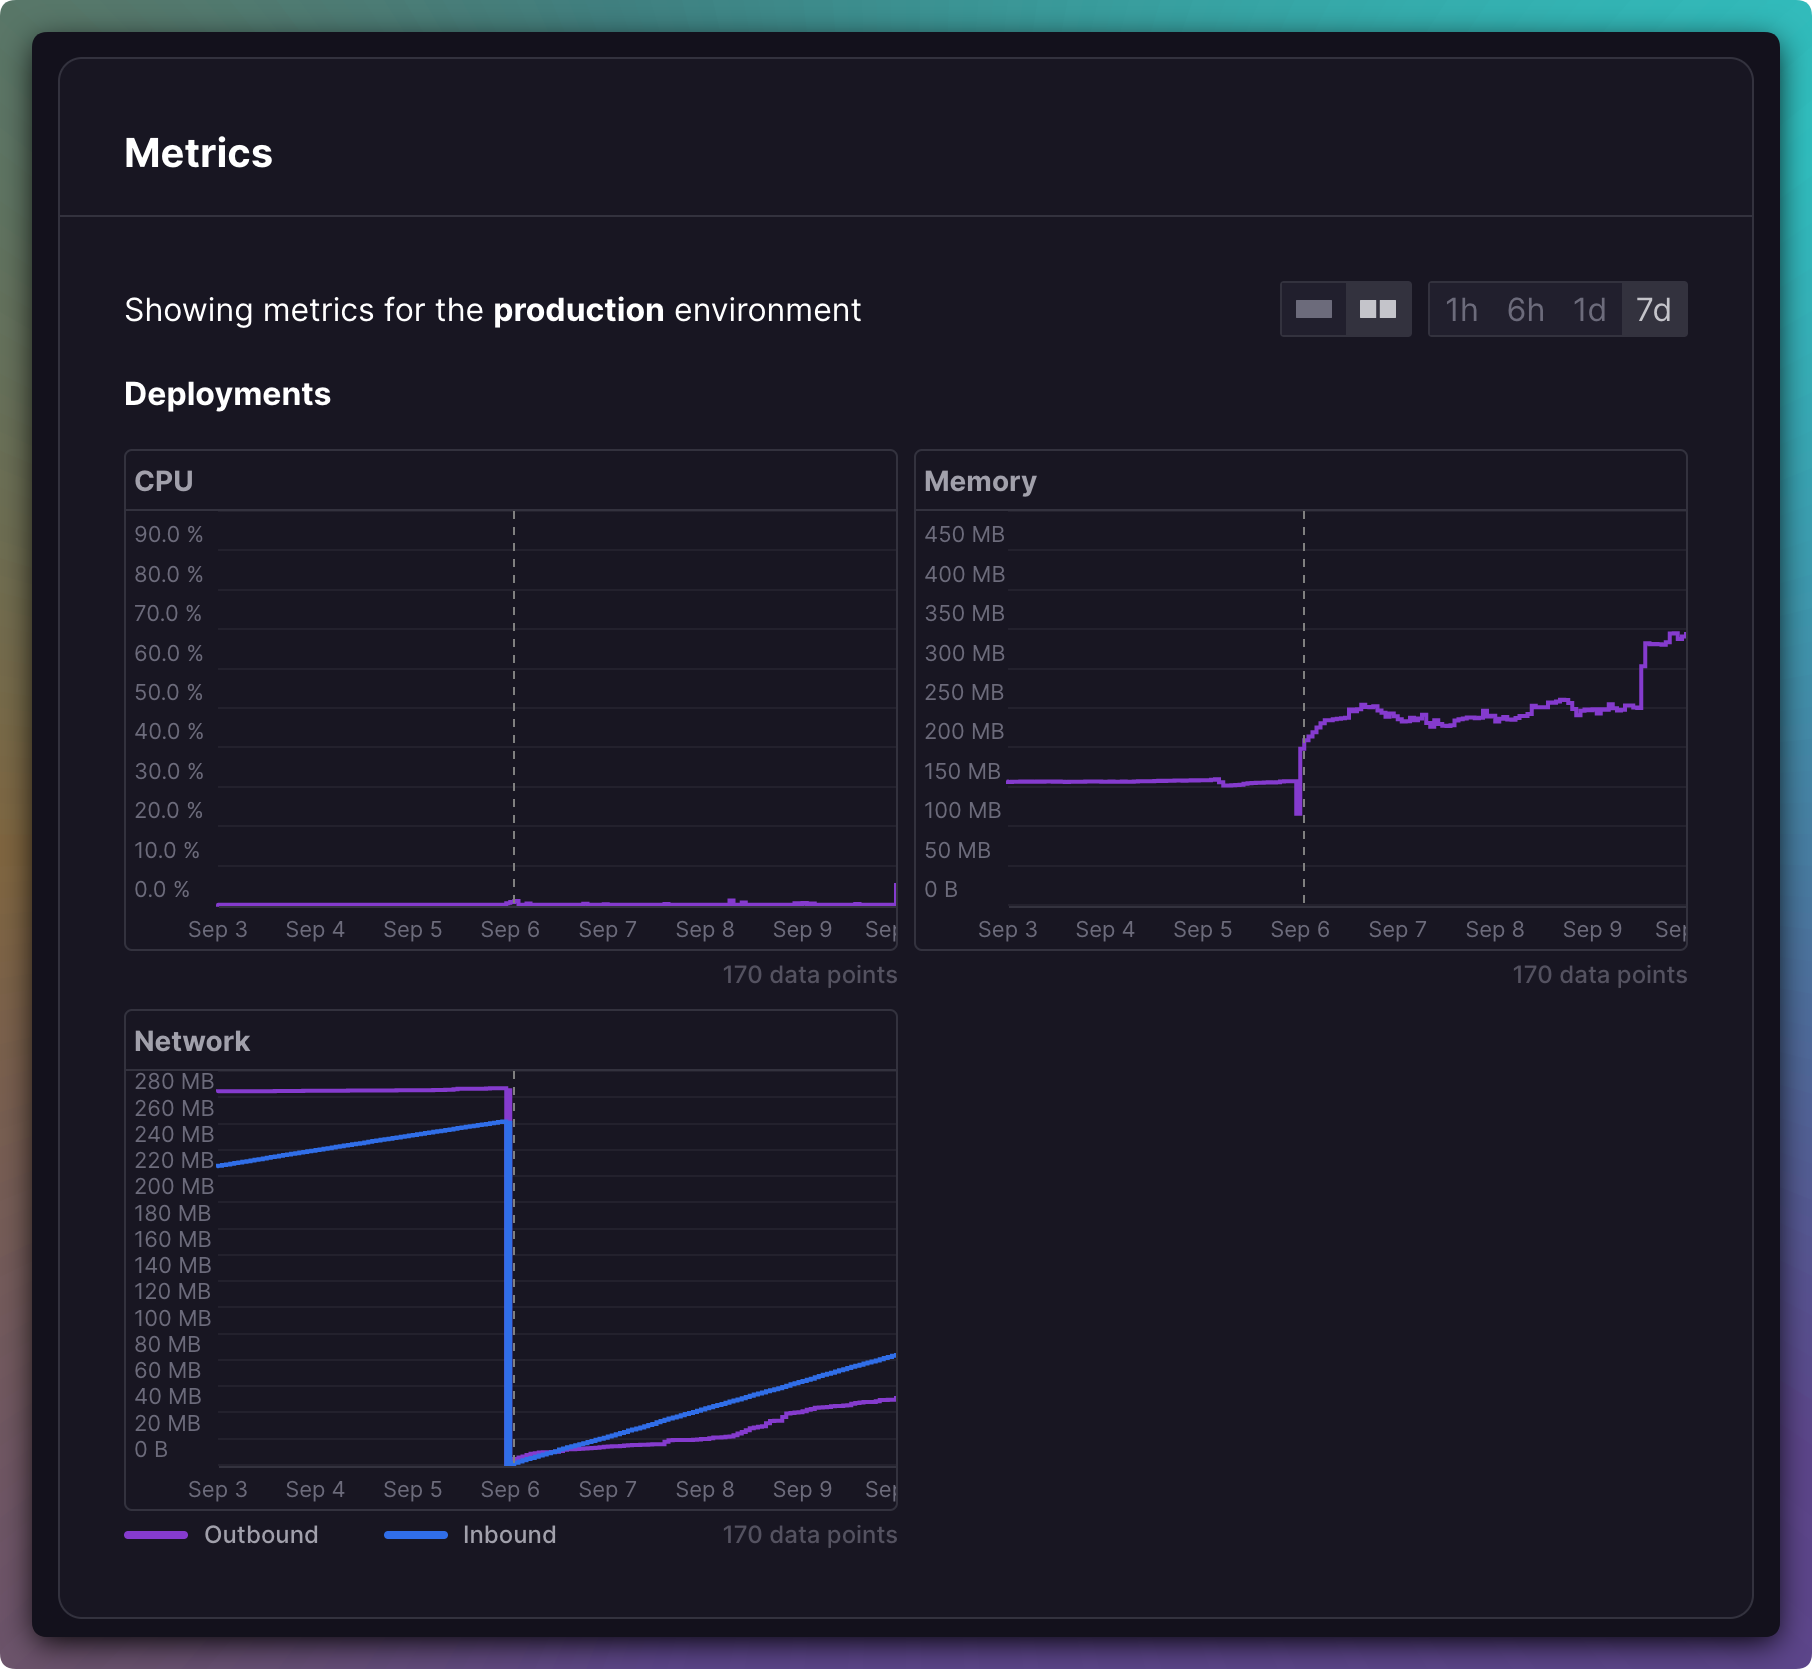 Metrics
Showing metrics for the production environment
1h 6h 1d 7d
Deployments
CPU
90.0 %
80.0 %
70.0 %
60.0 %
50.0 %
40.0 %
30.0 %
20.0 %
10.0 %
0.0 %
Sep 3 Sep 4 Sep 5 Sep 6 Sep 7 Sep 8 Sep 9 Sep
170 data points
Memory
450 MB
400 MB
350 MB
300 MB
250 MB
200 MB
150 MB
100 MB
50 MB
0 B
Sep 3 Sep 4 Sep 5 Sep 6 Sep 7 Sep 8 Sep 9 Sep
170 data points
Network
280 MB
260 MB
240 MB
220 MB
200 MB
180 MB
160 MB
140 MB
120 MB
100 MB
80 MB
60 MB
40 MB
20 MB
0 B
Sep 3 Sep 4 Sep 5 Sep 6 Sep 7 Sep 8 Sep 9 Sep
Outbound Inbound 170 data points